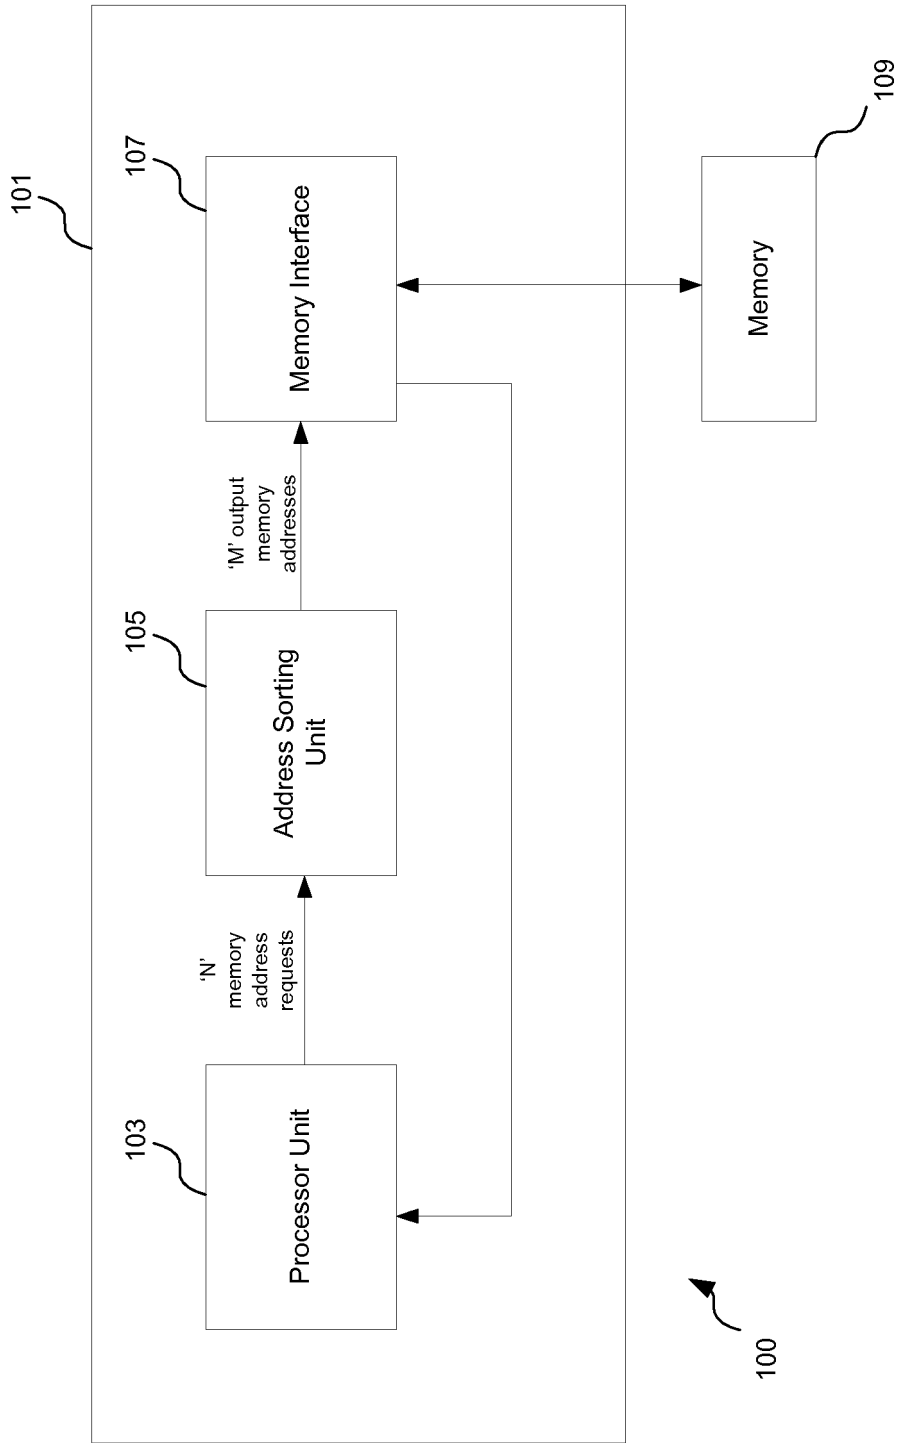 101
103
Processor Unit
'N'
memory
address
requests
105
Address Sorting
Unit
'M' output
memory
addresses
107
Memory Interface
Memory
109
100